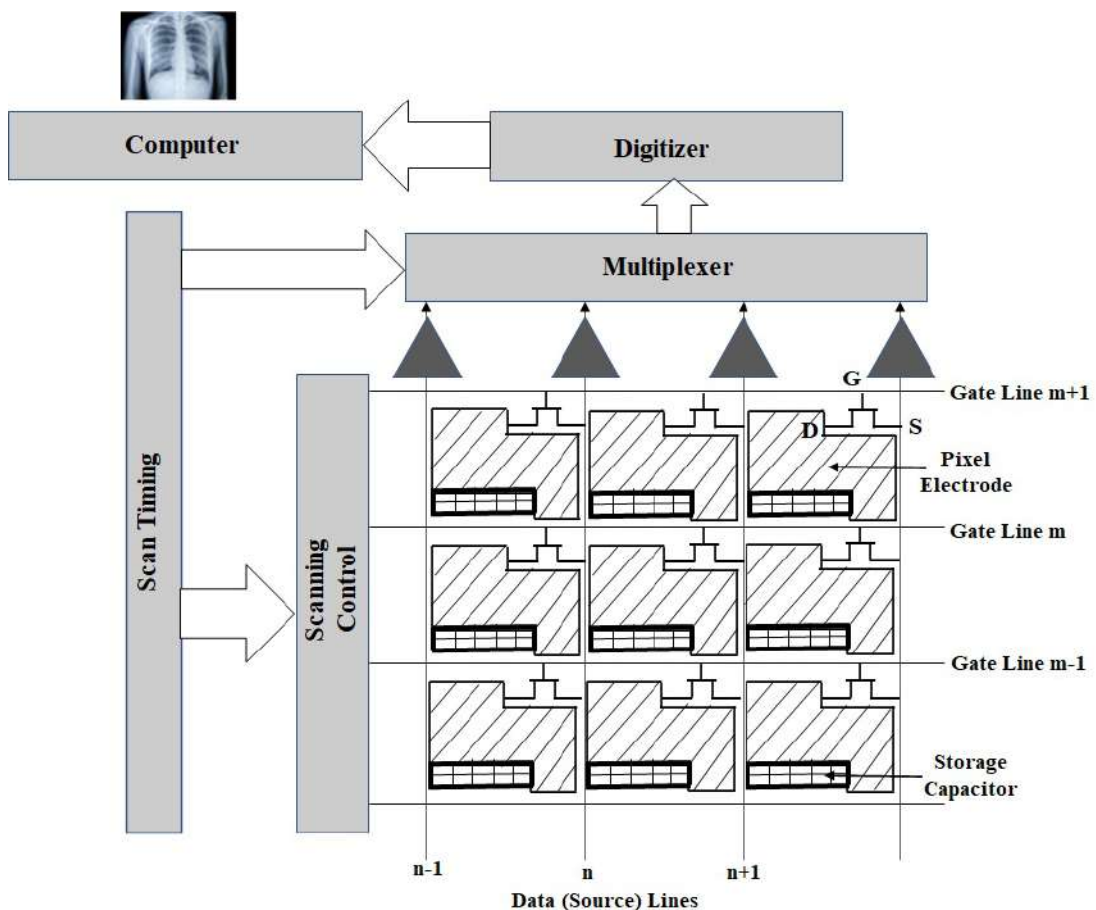 Computer
Digitizer
Multiplexer
Scan Timing
Scanning
Control
G
Gate Line m+1
D
S
Pixel
Electrode
Gate Line m
Gate Line m-1
Storage
Capacitor
n-1
n
n+1
Data (Source) Lines